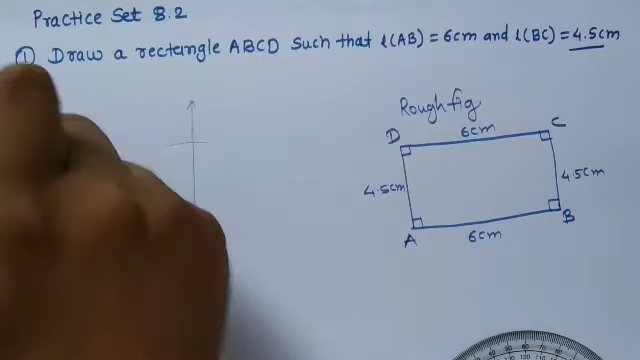 Practice Set 8.2
① Draw a rectangle ABCD Such that l(AB) = 6cm and l(BC) = 4.5cm
Rough fig
D 6cm C
4.5cm 4.5cm
A 6cm B